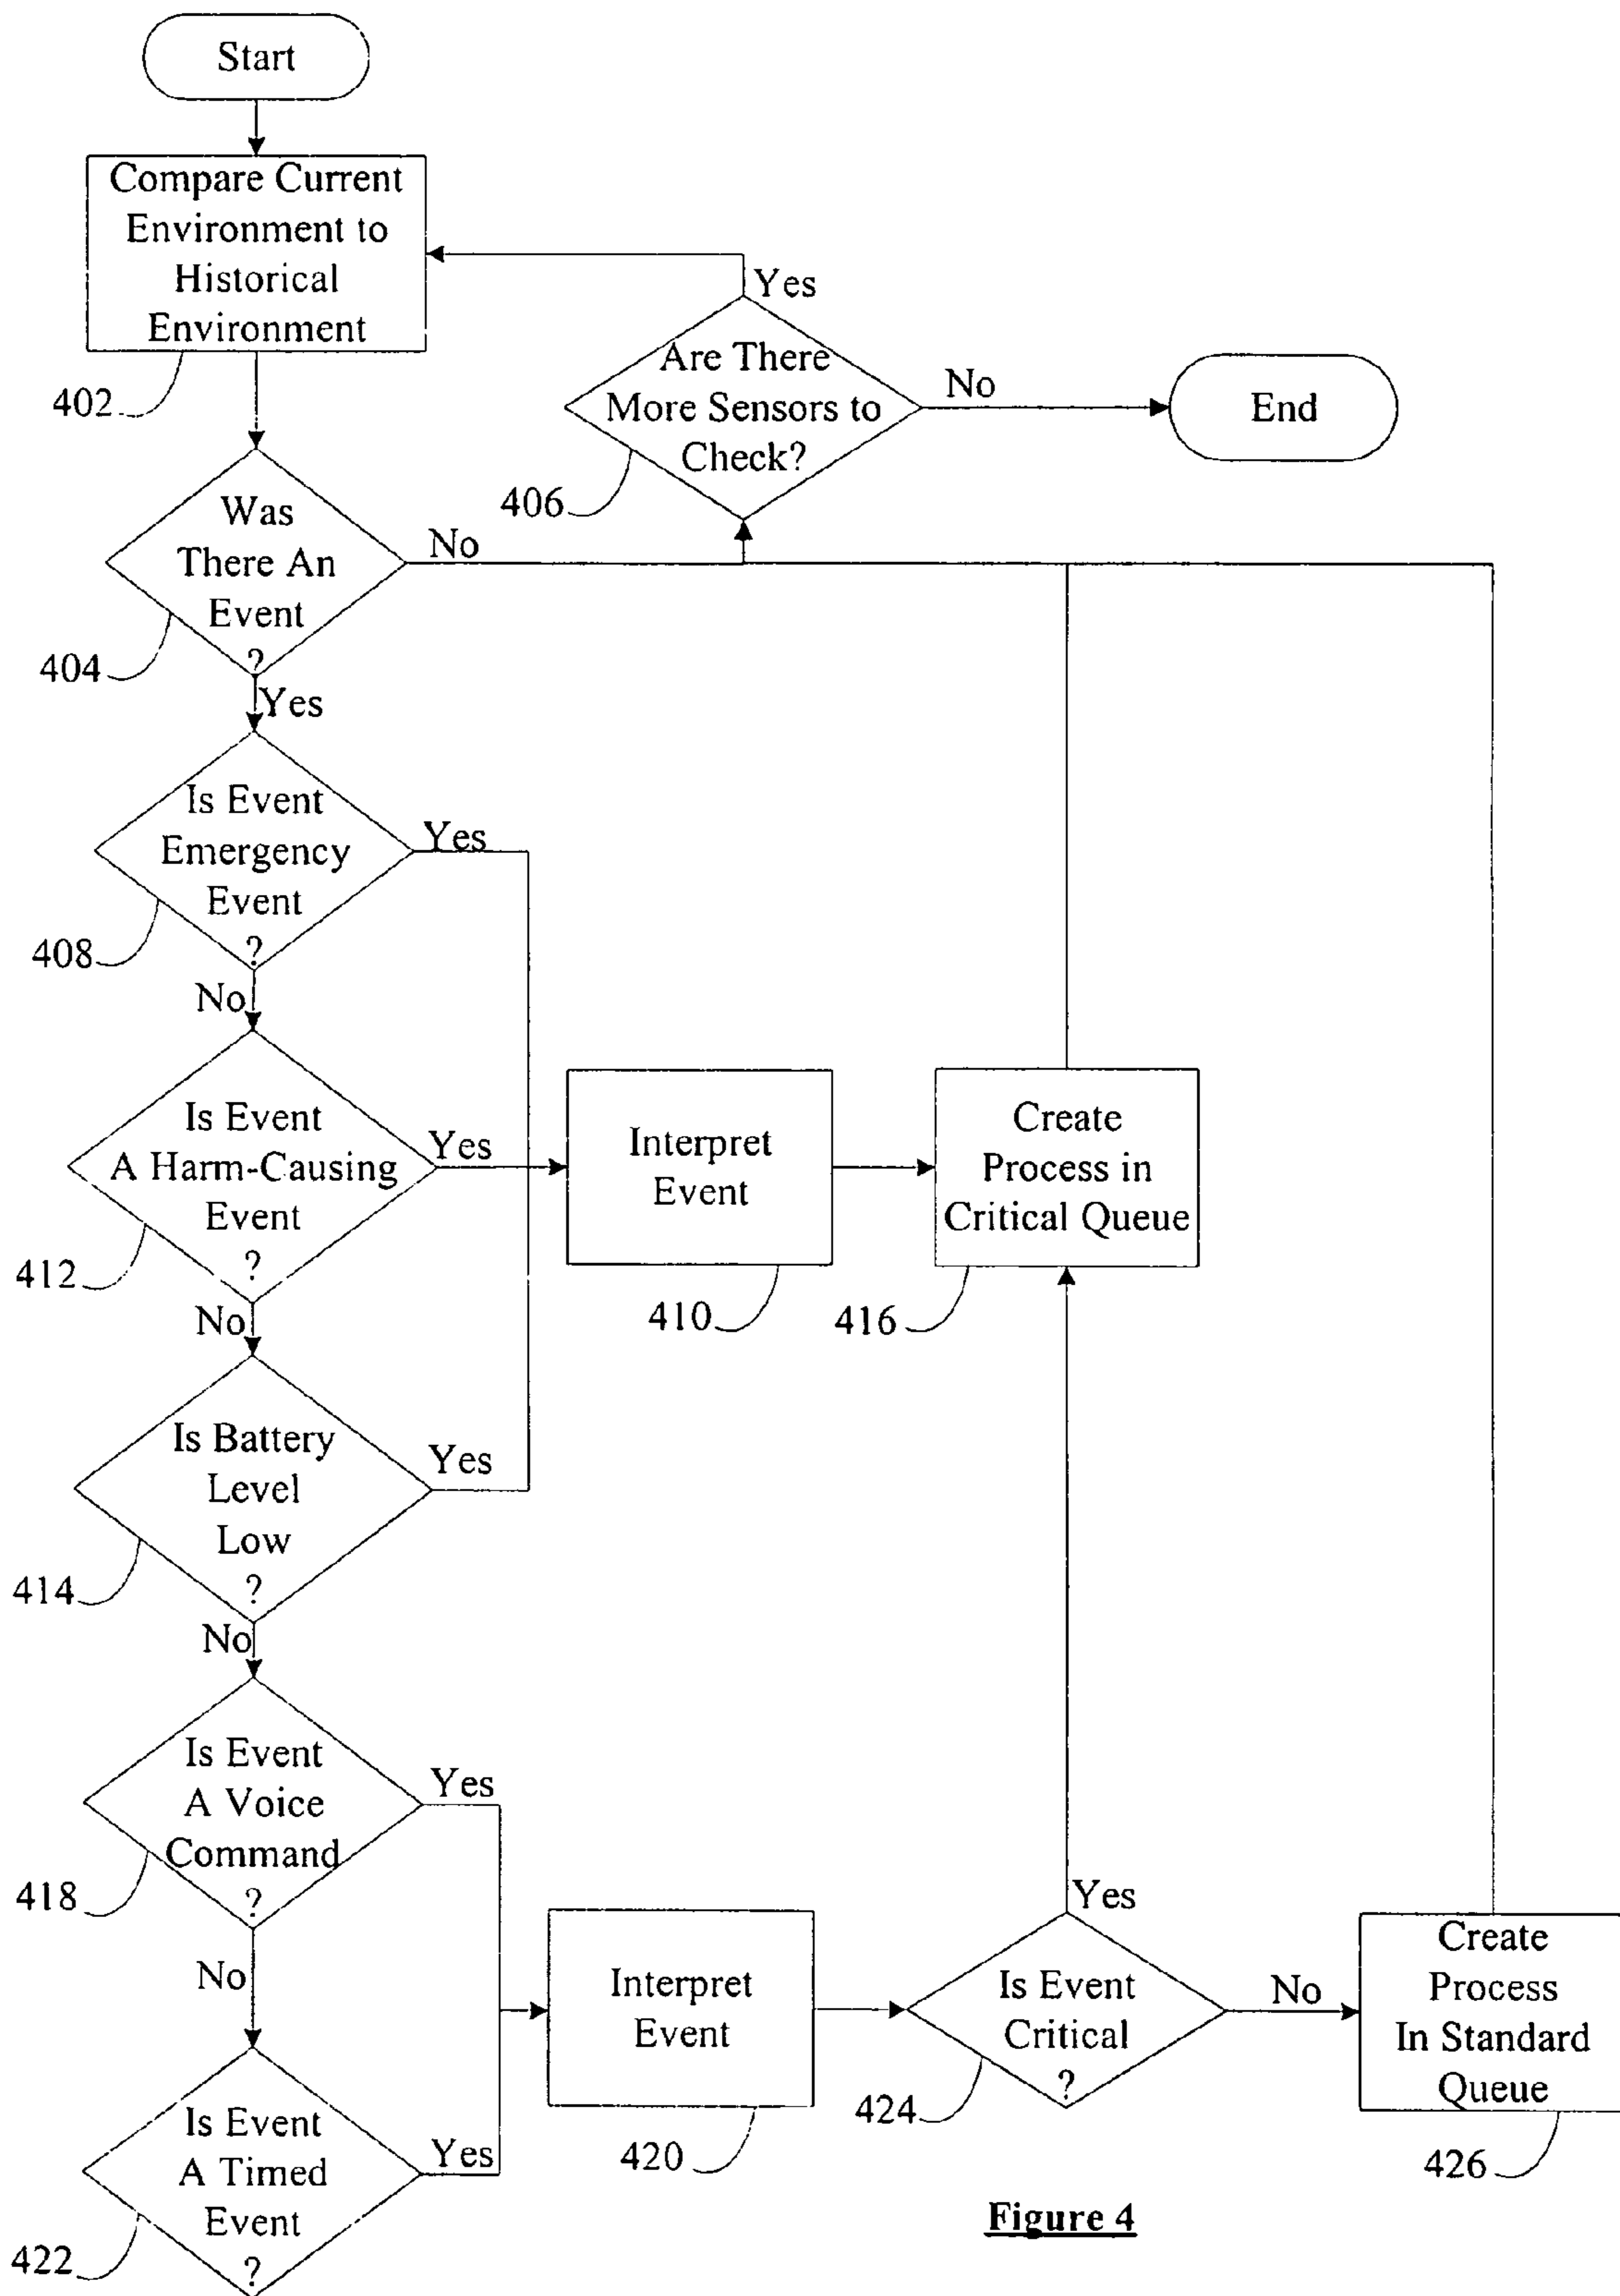 Start
Compare Current
Environment to
Historical
Environment
402
Yes
Are There
More Sensors to
Check?
406
No
End
Was
There An
Event
?
404
No
Yes
Is Event
Emergency
Event
?
408
Yes
No
Is Event
A Harm-Causing
Event
?
412
Yes
Interpret
Event
410
Create
Process in
Critical Queue
416
No
Is Battery
Level
Low
?
414
Yes
No
Is Event
A Voice
Command
?
418
Yes
No
Interpret
Event
420
Yes
Is Event
Critical
?
424
No
Create
Process
In Standard
Queue
426
Is Event
A Timed
Event
?
422
Yes
Figure 4